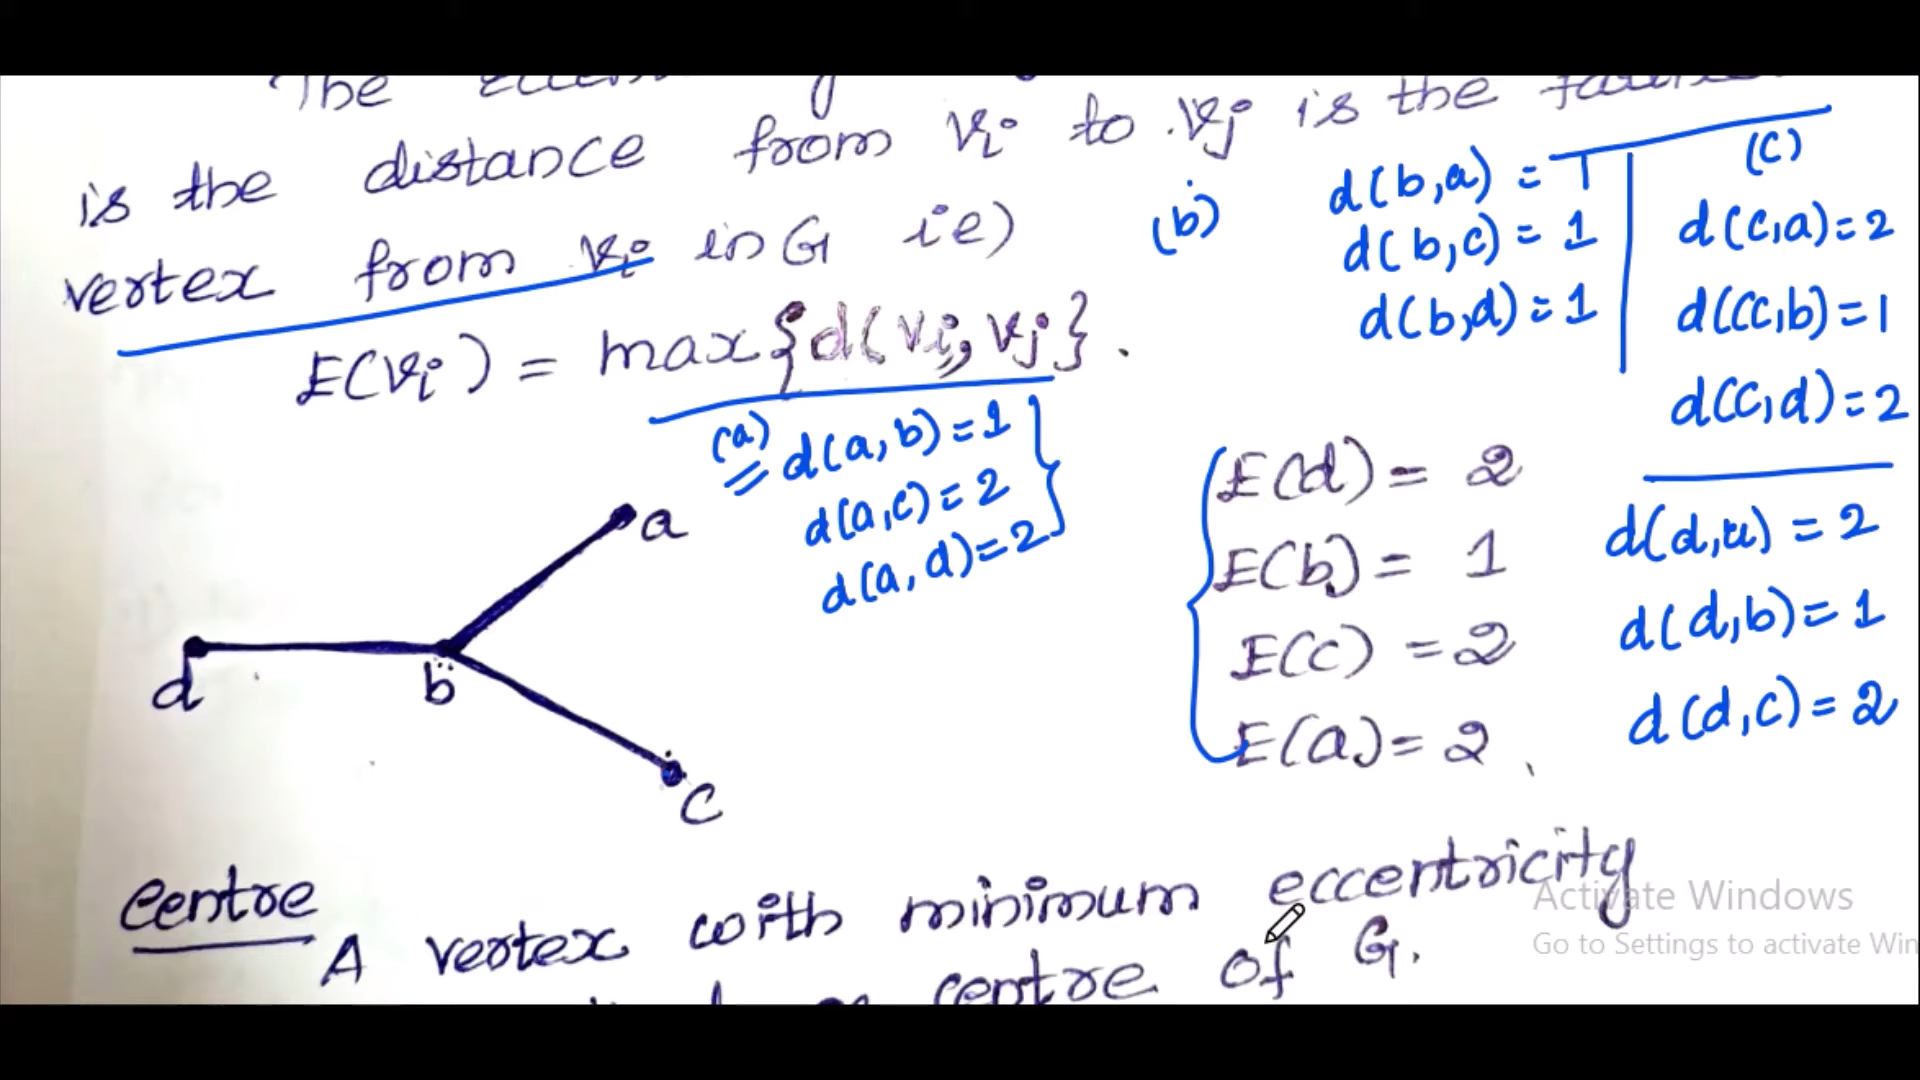 The
is the distance from vi to vj is the
vertex from vi in G ie)
E(vi) = max{d(vi, vj}.
(a) d(a,b)=1
d(a,c)=2
d(a,d)=2
(b)
d(b,a) = 1
d(b,c) = 1
d(b,d)=1
(c)
d(c,a)=2
d(c,b)=1
d(c,d)=2
E(d) = 2
E(b) = 1
E(c) = 2
E(a) = 2
d(d,a) = 2
d(d,b) = 1
d(d,c) = 2
a
d
b
c
Centre
A vertex with minimum eccentricity
centre of G.
Activate Windows
Go to Settings to activate Win